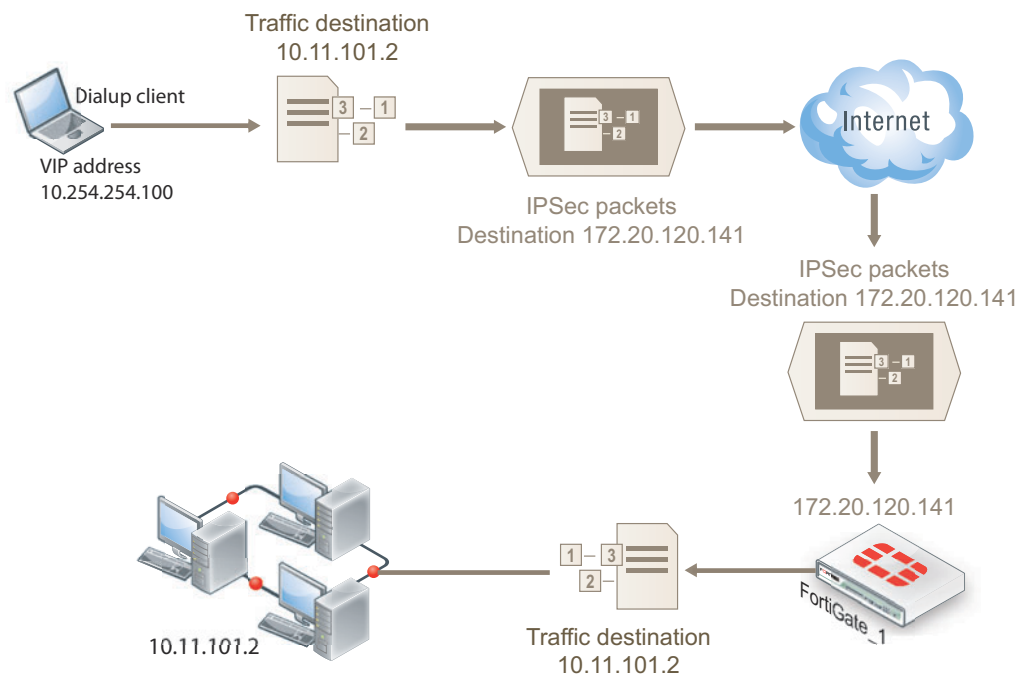 Traffic destination
10.11.101.2
Dialup client
VIP address
10.254.254.100
3 1
2
3 1
2
IPSec packets
Destination 172.20.120.141
Internet
IPSec packets
Destination 172.20.120.141
3 1
2
172.20.120.141
FortiGate_1
1 3
2
Traffic destination
10.11.101.2
10.11.101.2